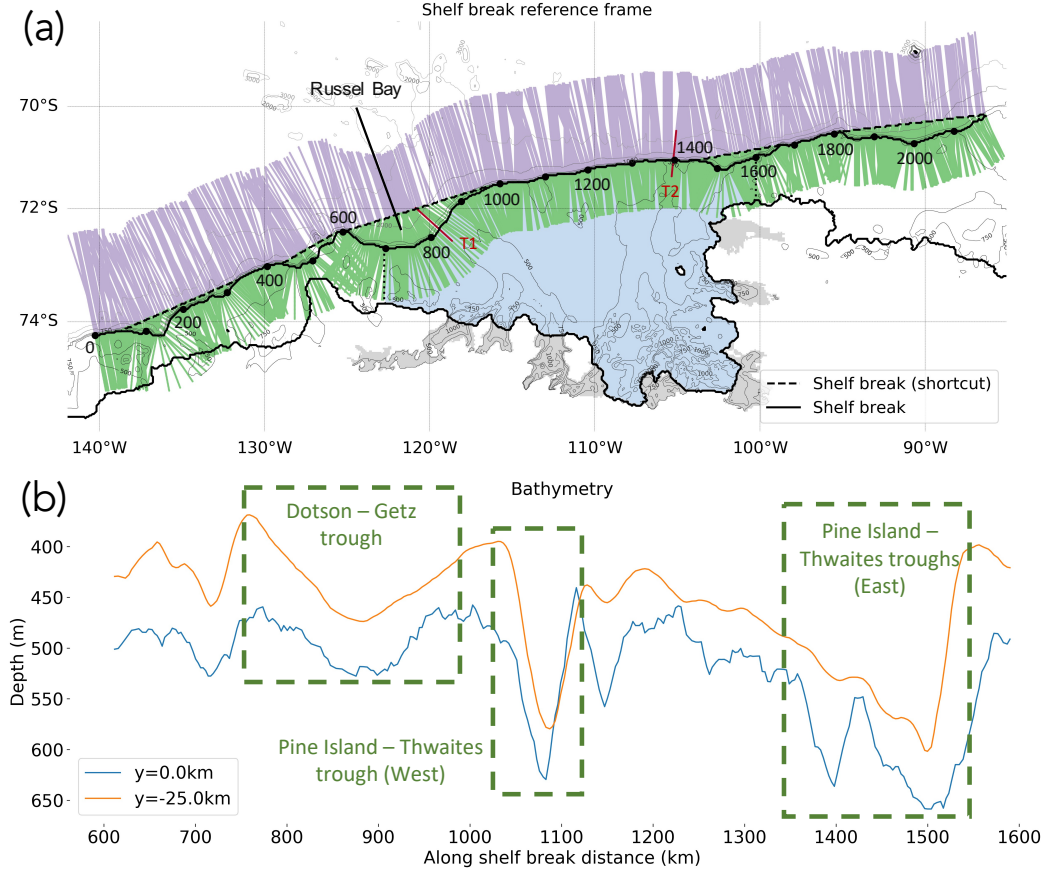 (a)
Shelf break reference frame
Russel Bay
70°S
72°S
74°S
0
200
400
600
800
1000
1200
1400
1600
1800
2000
T1
T2
Shelf break (shortcut)
Shelf break
140°W
130°W
120°W
110°W
100°W
90°W
(b)
Bathymetry
Dotson – Getz
trough
Pine Island –
Thwaites troughs
(East)
Pine Island – Thwaites
trough (West)
Depth (m)
400
450
500
550
600
650
y=0.0km
y=-25.0km
600
700
800
900
1000
1100
1200
1300
1400
1500
1600
Along shelf break distance (km)